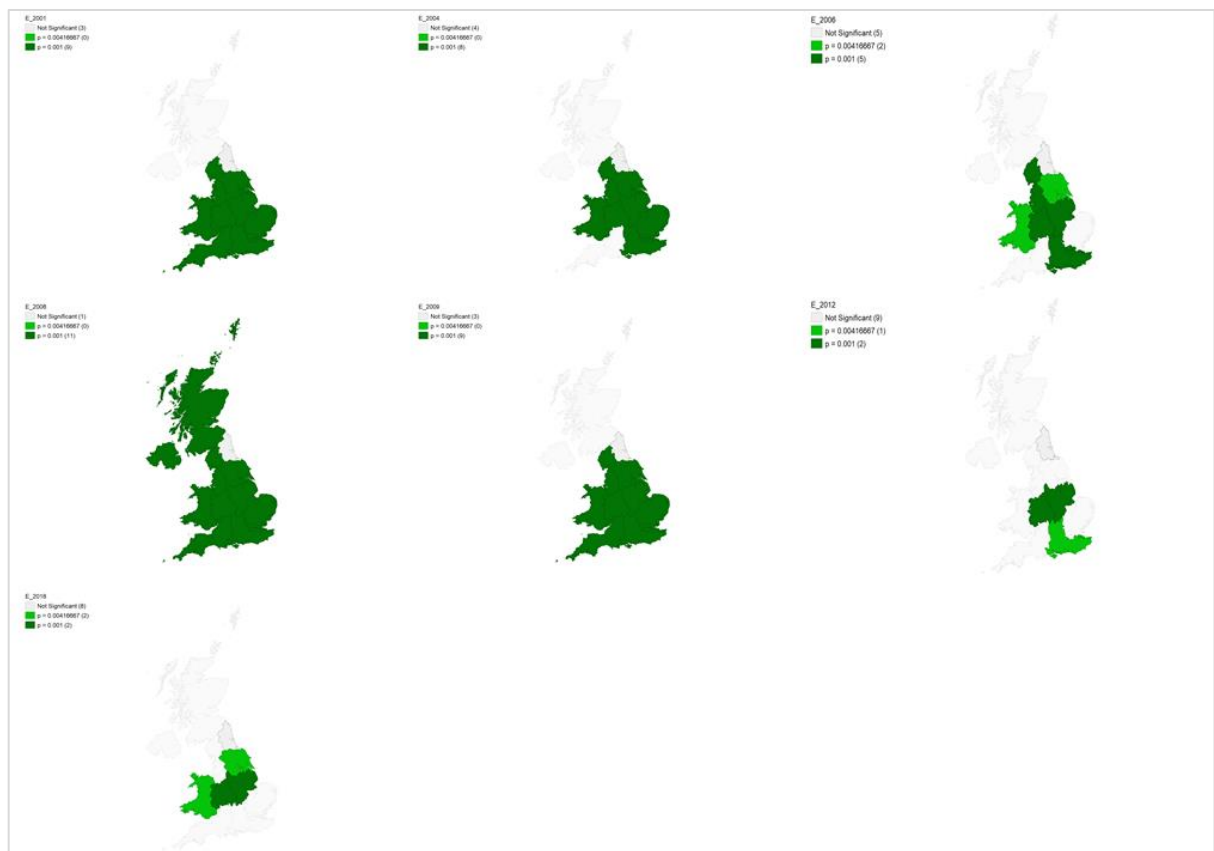 E_2001
Not Significant (3)
p = 0.00416667 (0)
p = 0.001 (9)
E_2004
Not Significant (4)
p = 0.00416667 (0)
p = 0.001 (8)
E_2006
Not Significant (5)
p = 0.00416667 (2)
p = 0.001 (5)
E_2008
Not Significant (1)
p = 0.00416667 (0)
p = 0.001 (11)
E_2009
Not Significant (3)
p = 0.00416667 (0)
p = 0.001 (9)
E_2012
Not Significant (9)
p = 0.00416667 (1)
p = 0.001 (2)
Not Significant (8)
p = 0.00416667 (2)
p = 0.001 (2)